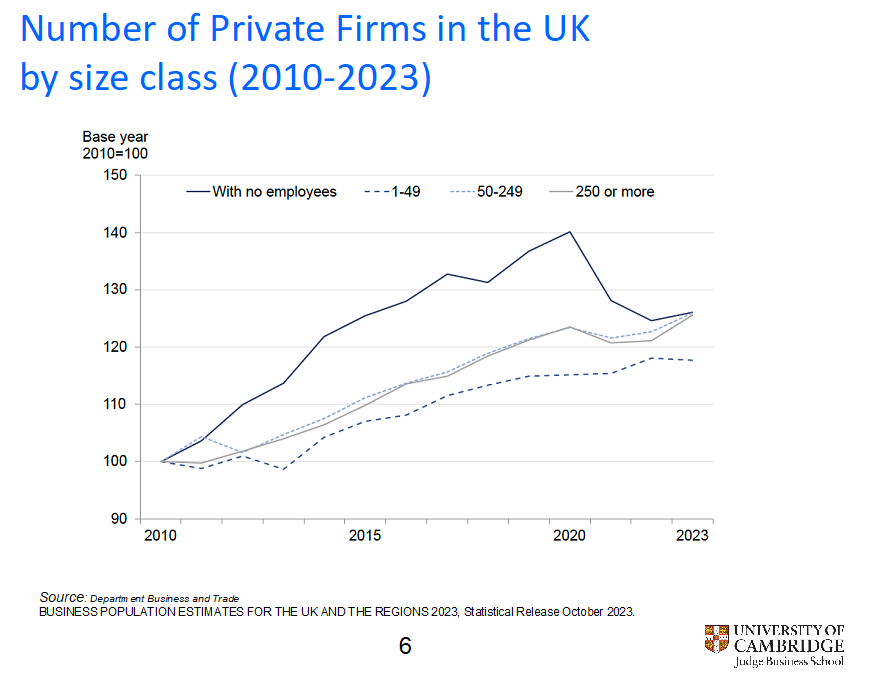 Number of Private Firms in the UK
by size class (2010-2023)
Base year
2010=100
150
With no employees
1-49
50-249
250 or more
140
130
120
110
100
90
2010
2015
2020
2023
Source: Department Business and Trade
BUSINESS POPULATION ESTIMATES FOR THE UK AND THE REGIONS 2023, Statistical Release October 2023.
6
UNIVERSITY OF
CAMBRIDGE
Judge Business School